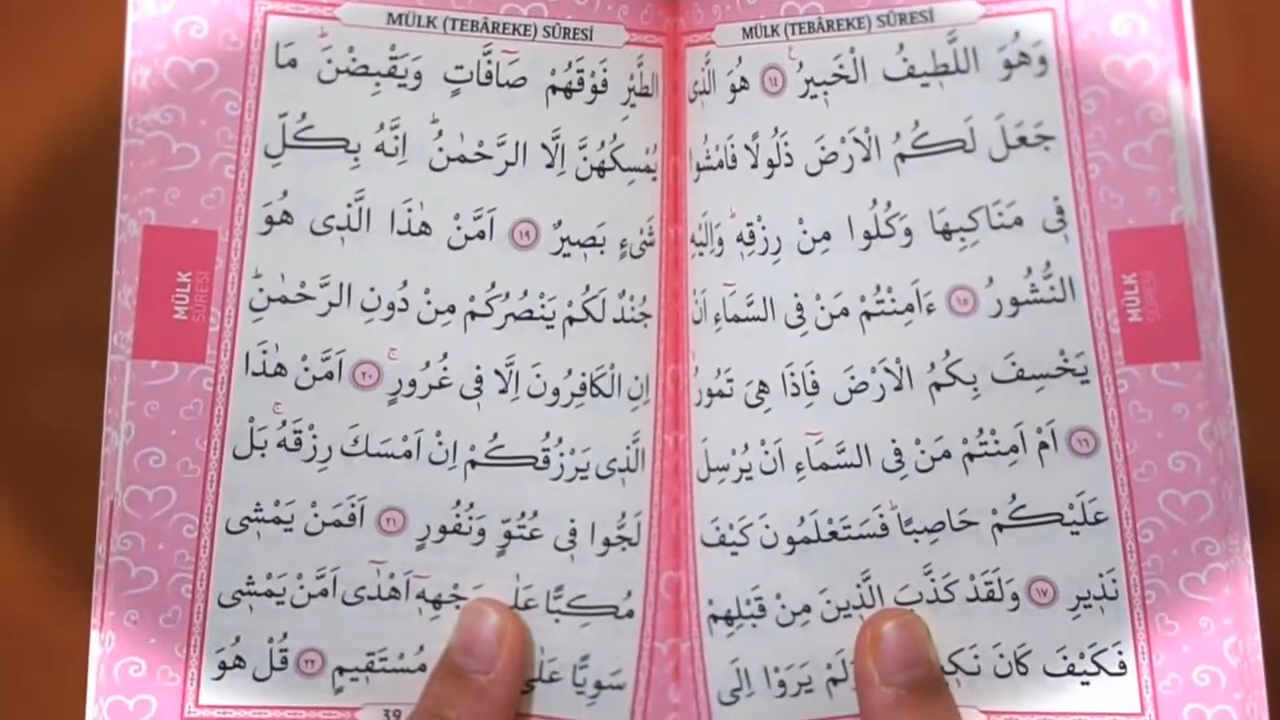 MÜLK (TEBÂREKE) SÛRESİ
وَهُوَ اللَّطٖيفُ الْخَبٖيرُ ﴿١٤﴾ هُوَ الَّذٖى
جَعَلَ لَكُمُ الْاَرْضَ ذَلُولًا فَامْشُوا
فٖى مَنَاكِبِهَا وَكُلُوا مِنْ رِزْقِهٖ وَاِلَيْهِ
النُّشُورُ ﴿١٥﴾ ءَاَمِنْتُمْ مَنْ فِى السَّمَٓاءِ اَنْ
يَخْسِفَ بِكُمُ الْاَرْضَ فَاِذَا هِىَ تَمُورُ
﴿١٦﴾ اَمْ اَمِنْتُمْ مَنْ فِى السَّمَٓاءِ اَنْ يُرْسِلَ
عَلَيْكُمْ حَاصِبًا فَسَتَعْلَمُونَ كَيْفَ
نَذٖيرِ ﴿١٧﴾ وَلَقَدْ كَذَّبَ الَّذٖينَ مِنْ قَبْلِهِمْ
فَكَيْفَ كَانَ يَرَوْا اِلَى
MÜLK SÛRESİ
MÜLK (TEBÂREKE) SÛRESİ
الطَّيْرِ فَوْقَهُمْ صَٓافَّاتٍ وَيَقْبِضْنَ مَا
يُمْسِكُهُنَّ اِلَّا الرَّحْمٰنُ اِنَّهُ بِكُلِّ
شَىْءٍ بَصٖيرٌ ﴿١٩﴾ اَمَّنْ هٰذَا الَّذٖى هُوَ
جُنْدٌ لَكُمْ يَنْصُرُكُمْ مِنْ دُونِ الرَّحْمٰنِ
اِنِ الْكَافِرُونَ اِلَّا فٖى غُرُورٍ ﴿٢٠﴾ اَمَّنْ هٰذَا
الَّذٖى يَرْزُقُكُمْ اِنْ اَمْسَكَ رِزْقَهُ بَلْ
لَجُّوا فٖى عُتُوٍّ وَنُفُورٍ ﴿٢١﴾ اَفَمَنْ يَمْشٖى
مُكِبًّا اَهْدٰٓى اَمَّنْ يَمْشٖى
سَوِيًّا مُسْتَقٖيمٍ ﴿٢٢﴾ قُلْ هُوَ
MÜLK SÛRESİ
39